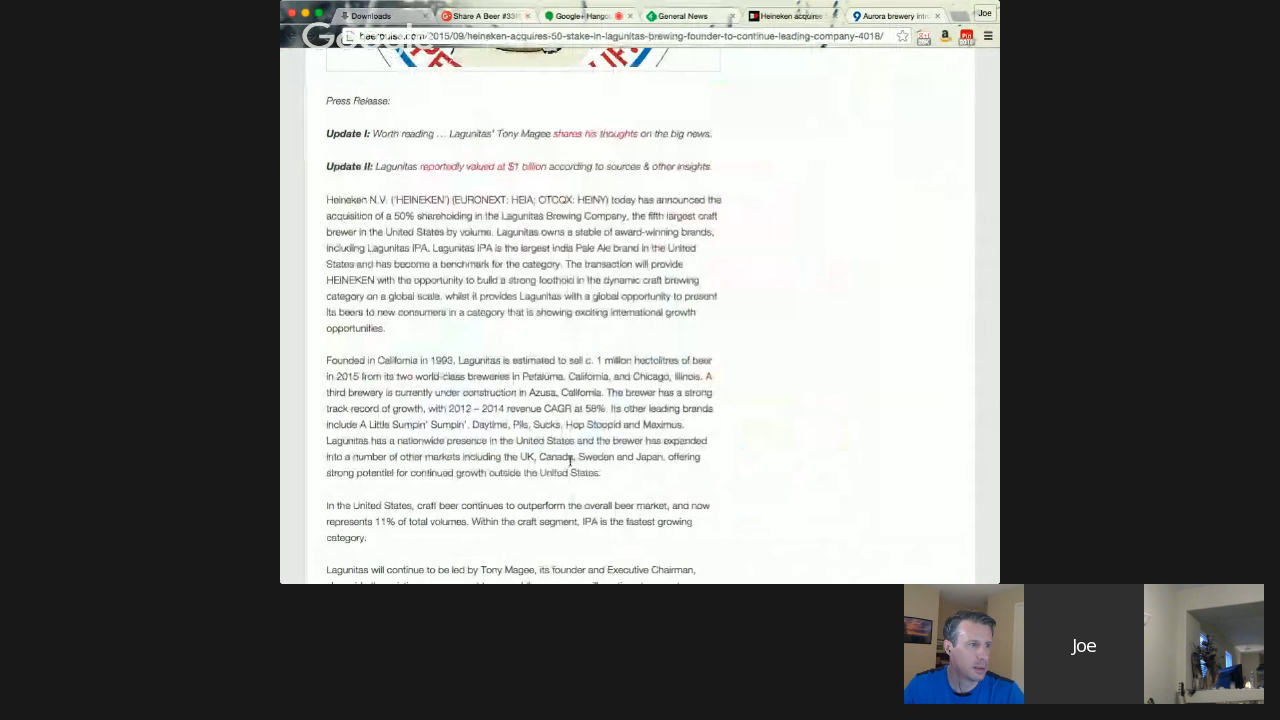 Downloads
Share A Beer #33
Google+ Hango
General News
Heineken acquires
Aurora brewery intr
Joe
beerpulse.com/2015/09/heineken-acquires-50-stake-in-lagunitas-brewing-founder-to-continue-leading-company-4018/
Press Release:
Update I: Worth reading … Lagunitas' Tony Magee shares his thoughts on the big news.
Update II: Lagunitas reportedly valued at $1 billion according to sources & other insights.
Heineken N.V. ('HEINEKEN') (EURONEXT: HEIA; OTCQX: HEINY) today has announced the
acquisition of a 50% shareholding in the Lagunitas Brewing Company, the fifth largest craft
brewer in the United States by volume. Lagunitas owns a stable of award-winning brands,
including Lagunitas IPA. Lagunitas IPA is the largest India Pale Ale brand in the United
States and has become a benchmark for the category. The transaction will provide
HEINEKEN with the opportunity to build a strong foothold in the dynamic craft brewing
category on a global scale, whilst it provides Lagunitas with a global opportunity to present
its beers to new consumers in a category that is showing exciting international growth
opportunities.
Founded in California in 1993, Lagunitas is estimated to sell c. 1 million hectolitres of beer
in 2015 from its two world-class breweries in Petaluma, California, and Chicago, Illinois. A
third brewery is currently under construction in Azusa, California. The brewer has a strong
track record of growth, with 2012 – 2014 revenue CAGR at 58%. Its other leading brands
include A Little Sumpin' Sumpin', Daytime, Pils, Sucks, Hop Stoopid and Maximus.
Lagunitas has a nationwide presence in the United States and the brewer has expanded
into a number of other markets including the UK, Canada, Sweden and Japan, offering
strong potential for continued growth outside the United States.
In the United States, craft beer continues to outperform the overall beer market, and now
represents 11% of total volumes. Within the craft segment, IPA is the fastest growing
category.
Lagunitas will continue to be led by Tony Magee, its founder and Executive Chairman,
Joe